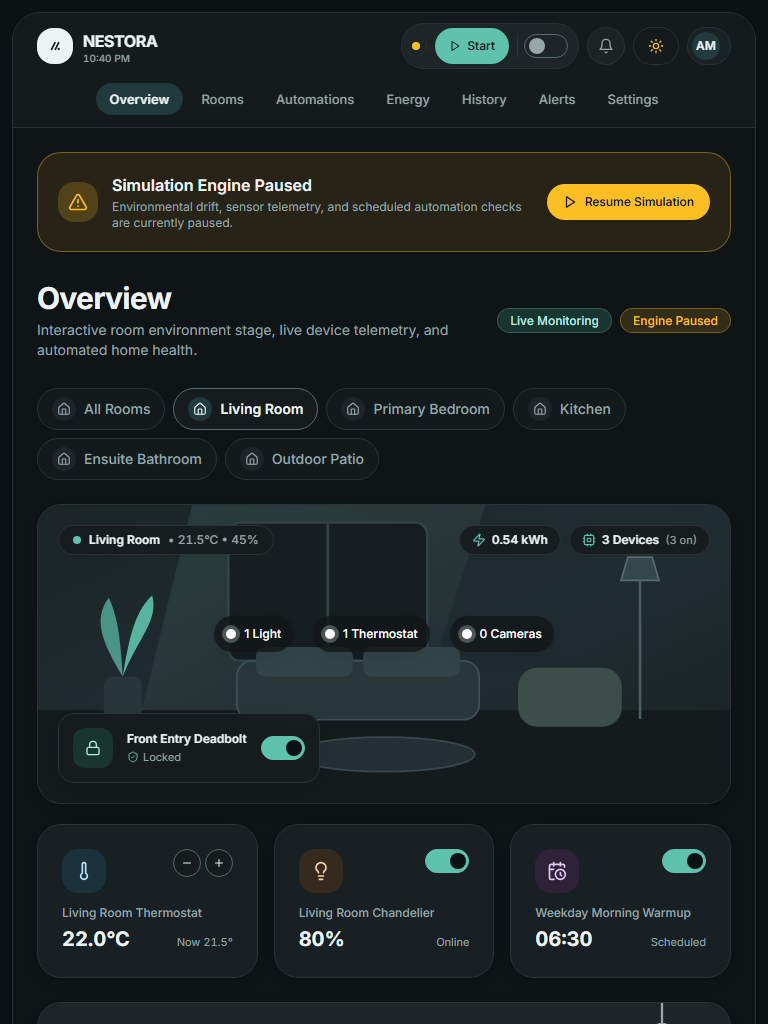 NESTORA
10:40 PM
Start
AM
Overview
Rooms
Automations
Energy
History
Alerts
Settings
Simulation Engine Paused
Environmental drift, sensor telemetry, and scheduled automation checks
are currently paused.
Resume Simulation
Overview
Interactive room environment stage, live device telemetry, and
automated home health.
Live Monitoring
Engine Paused
All Rooms
Living Room
Primary Bedroom
Kitchen
Ensuite Bathroom
Outdoor Patio
Living Room • 21.5°C • 45%
0.54 kWh
3 Devices (3 on)
1 Light
1 Thermostat
0 Cameras
Front Entry Deadbolt
Locked
Living Room Thermostat
22.0°C
Now 21.5°
Living Room Chandelier
80%
Online
Weekday Morning Warmup
06:30
Scheduled